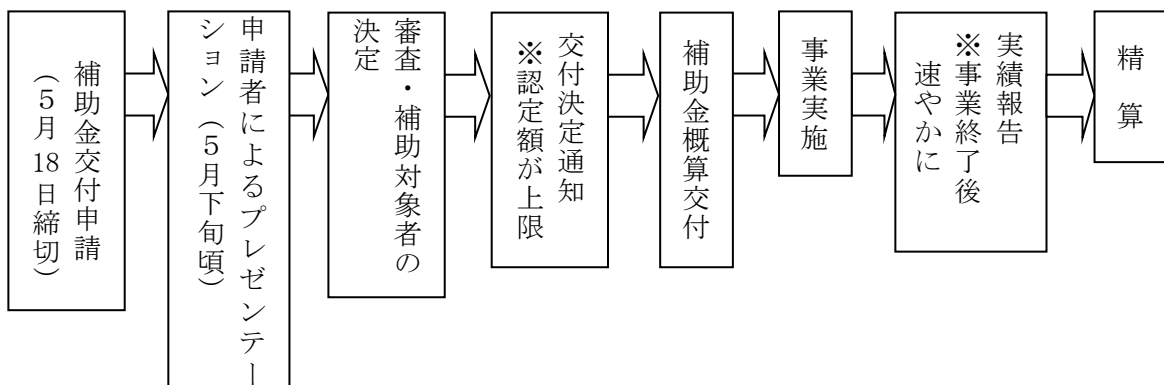 補助金交付申請
（５月18日締切）
申請者によるプレゼンテー
ション（５月下旬頃）
審査・補助対象者の
決定
交付決定通知
※認定額が上限
補助金概算交付
事業実施
実績報告
※事業終了後
速やかに
精　算